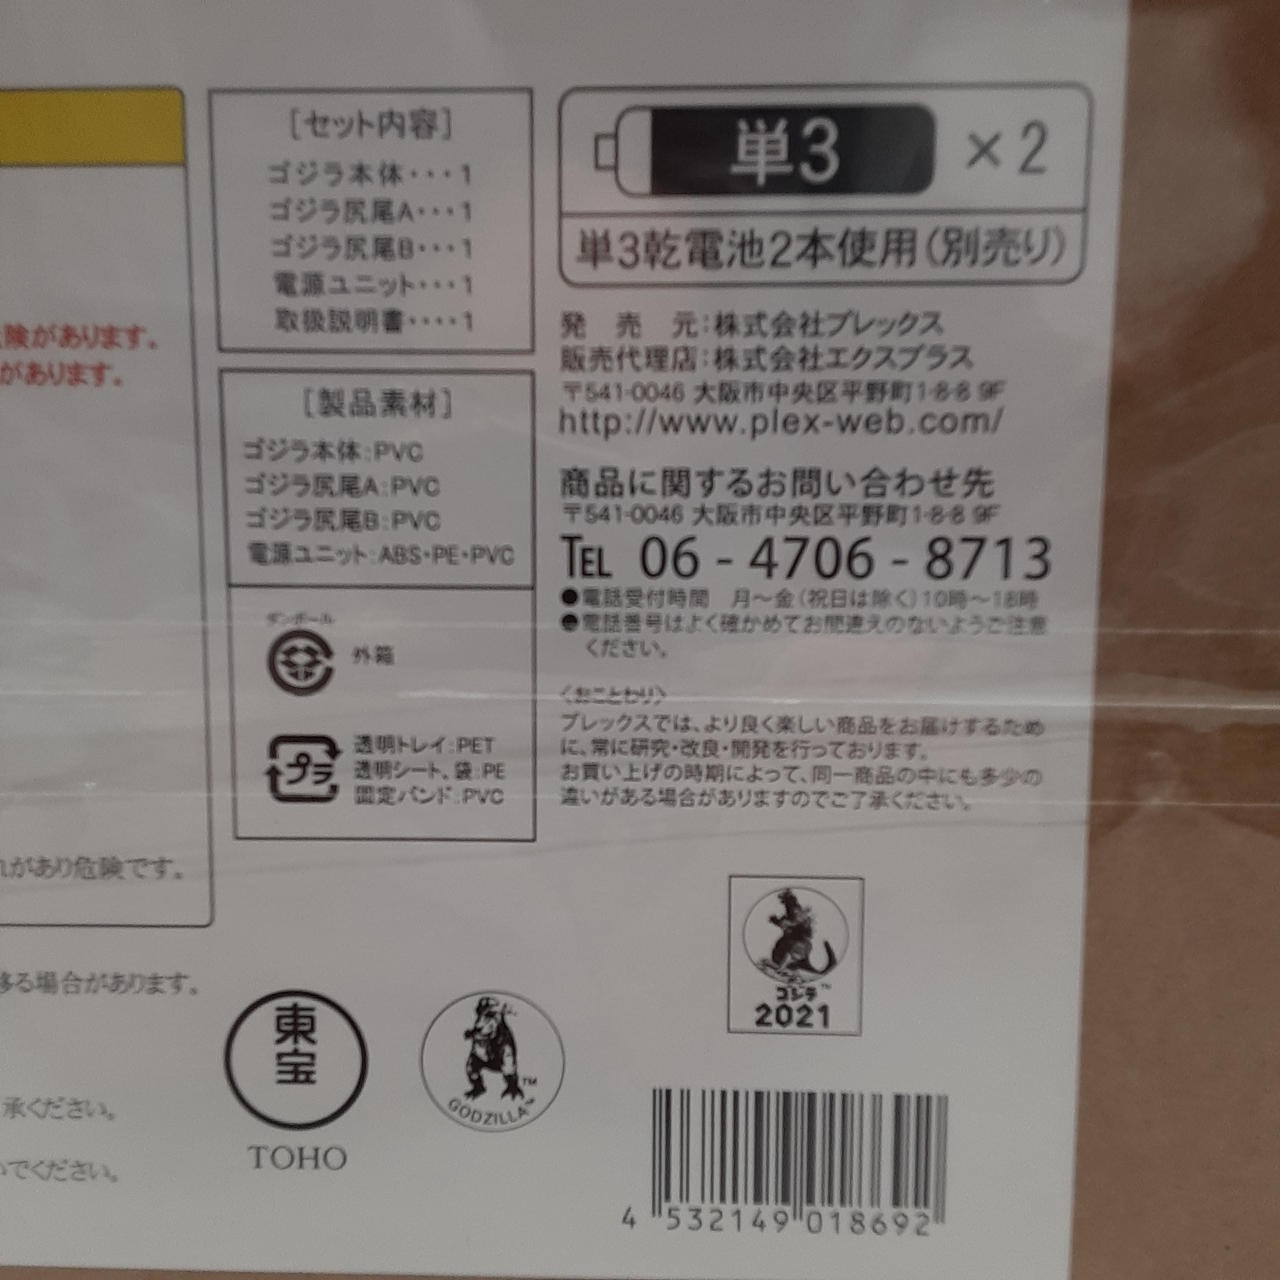 険があります。
があります。
があり危険です。
移る場合があります。
承ください。
でください。
[セット内容]
ゴジラ本体・・・1
ゴジラ尻尾A・・・1
ゴジラ尻尾B・・・1
電源ユニット・・・1
取扱説明書・・・・1
[製品素材]
ゴジラ本体:PVC
ゴジラ尻尾A:PVC
ゴジラ尻尾B:PVC
電源ユニット:ABS・PE・PVC
ダンボール
外箱
プラ
透明トレイ:PET
透明シート、袋:PE
固定バンド:PVC
単3 ×2
単3乾電池2本使用(別売り)
発 売 元:株式会社プレックス
販売代理店:株式会社エクスプラス
〒541-0046 大阪市中央区平野町1-8-8 9F
http://www.plex-web.com/
商品に関するお問い合わせ先
〒541-0046 大阪市中央区平野町1-8-8 9F
TEL 06-4706-8713
●電話受付時間 月～金(祝日は除く)10時～18時
●電話番号はよく確かめてお間違えのないようご注意
ください。
〈おことわり〉
プレックスでは、より良く楽しい商品をお届けするため
に、常に研究・改良・開発を行っております。
お買い上げの時期によって、同一商品の中にも多少の
違いがある場合がありますのでご了承ください。
ゴジラ™
2021
東宝
TOHO
™
GODZILLA™
4 532149 018692